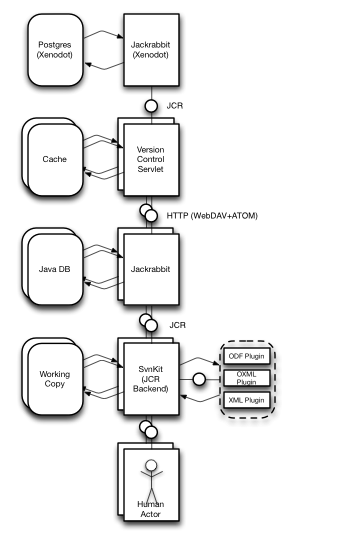 Postgres
(Xenodot)
Jackrabbit
(Xenodot)
JCR
Cache
Version
Control
Servlet
HTTP (WebDAV+ATOM)
Java DB
Jackrabbit
JCR
Working
Copy
SvnKit
(JCR
Backend)
ODF Plugin
OXML
Plugin
XML Plugin
Human
Actor